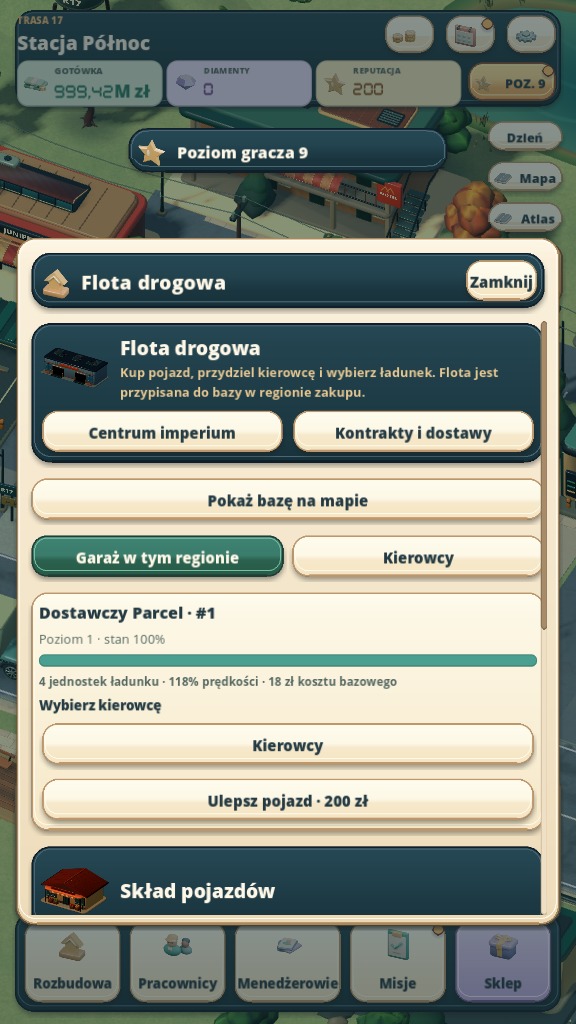 TRASA 17
Stacja Północ
GOTÓWKA
999,42M zł
DIAMENTY
0
REPUTACJA
200
POZ. 9
Poziom gracza 9
Dzień
Mapa
Atlas
Flota drogowa
Zamknij
Flota drogowa
Kup pojazd, przydziel kierowcę i wybierz ładunek. Flota jest
przypisana do bazy w regionie zakupu.
Centrum imperium
Kontrakty i dostawy
Pokaż bazę na mapie
Garaż w tym regionie
Kierowcy
Dostawczy Parcel · #1
Poziom 1 · stan 100%
4 jednostek ładunku · 118% prędkości · 18 zł kosztu bazowego
Wybierz kierowcę
Kierowcy
Ulepsz pojazd · 200 zł
Skład pojazdów
Rozbudowa
Pracownicy
Menedżerowie
Misje
Sklep